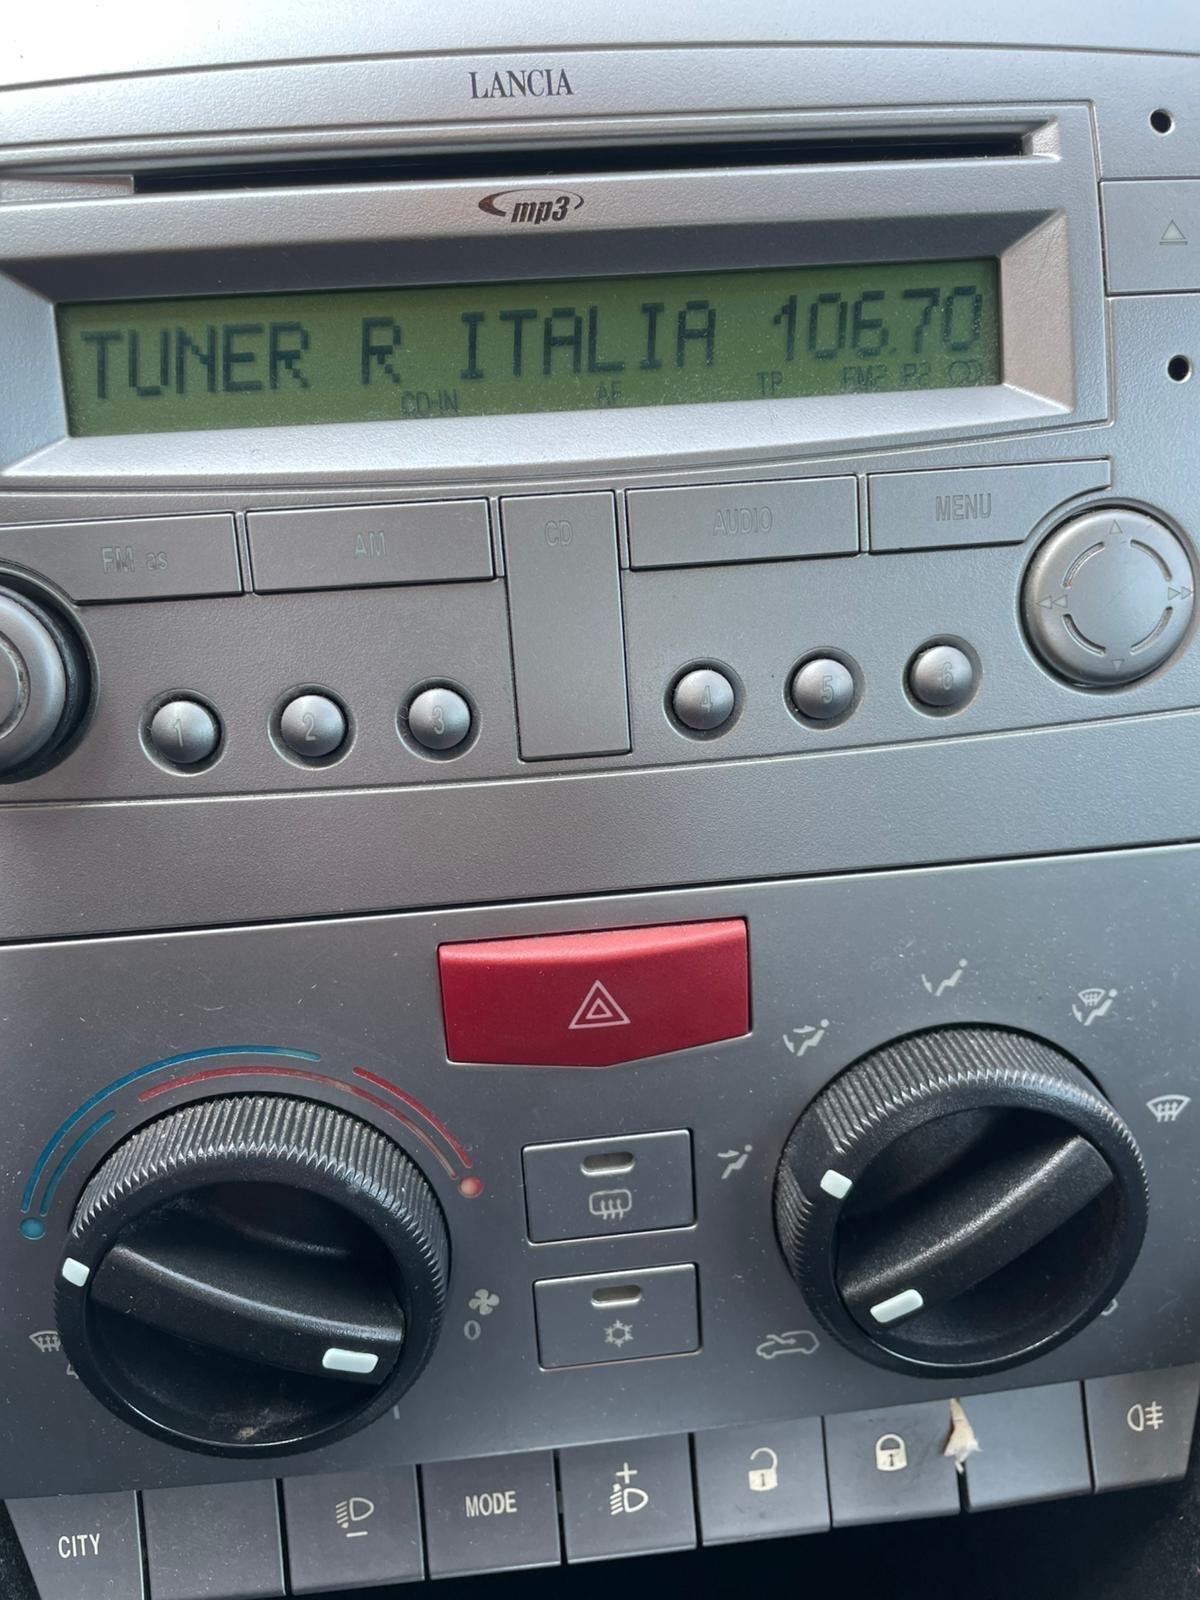 LANCIA
mp3
TUNER R ITALIA 106.70
CD-IN AF TP FM2 P2
FM as AM CD AUDIO MENU
1 2 3 4 5 6
0
CITY MODE